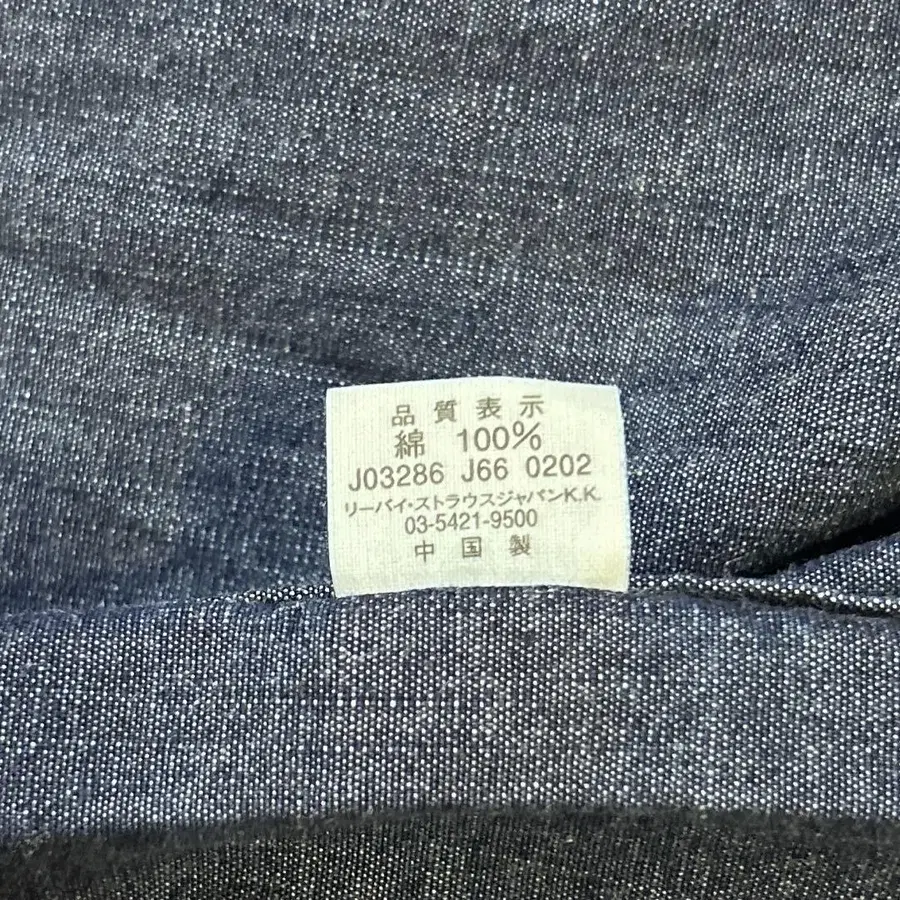 品質表示
綿 100%
J03286 J66 0202
リーバイ・ストラウスジャパンK.K.
03-5421-9500
中国製